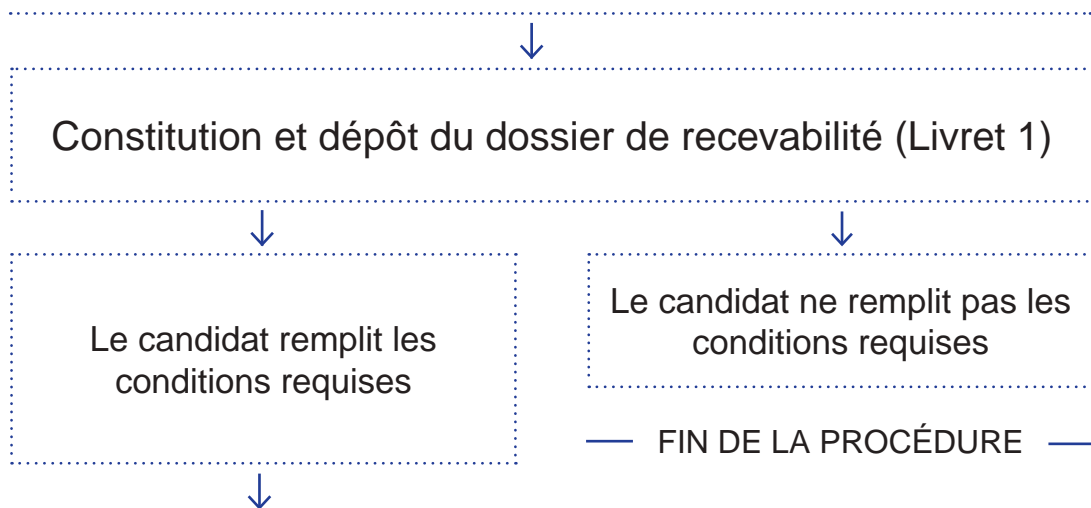 Constitution et dépôt du dossier de recevabilité (Livret 1)
Le candidat remplit les
conditions requises
Le candidat ne remplit pas les
conditions requises
FIN DE LA PROCÉDURE